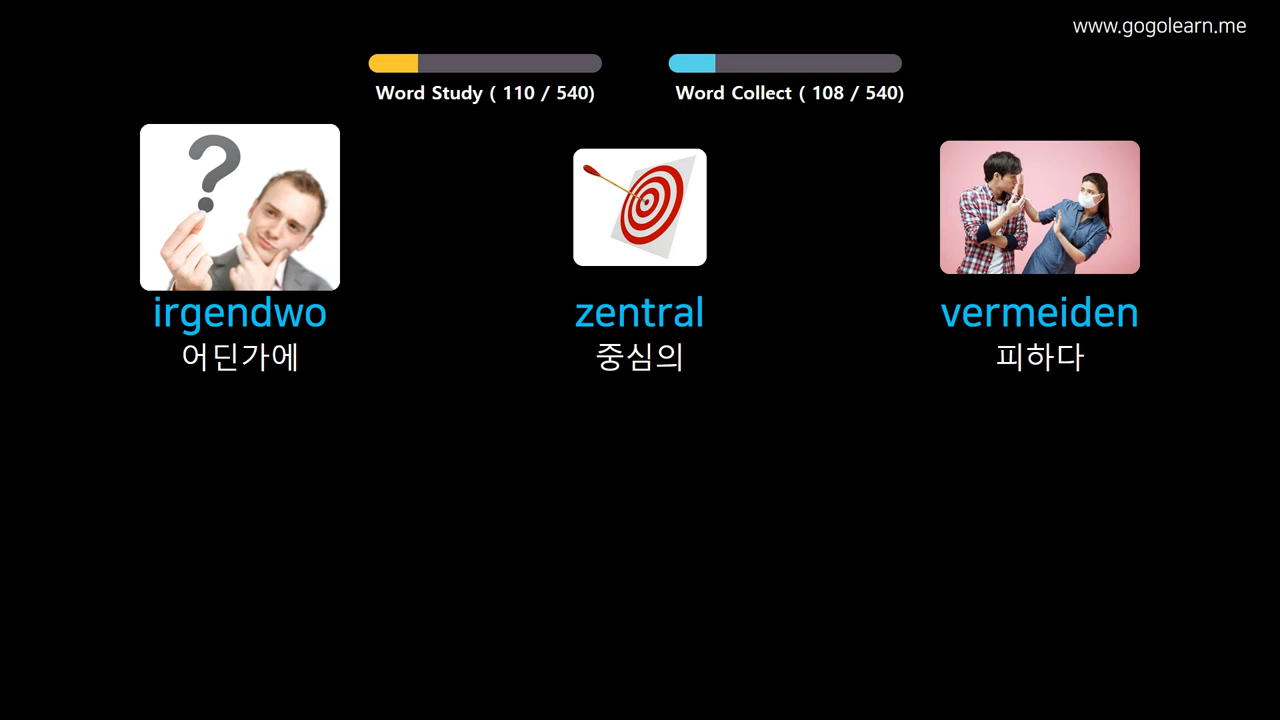 www.gogolearn.me
Word Study ( 110 / 540)
Word Collect ( 108 / 540)
irgendwo
어딘가에
zentral
중심의
vermeiden
피하다